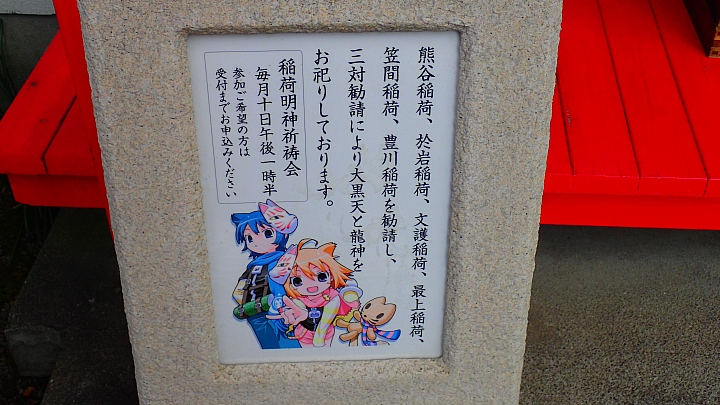 熊谷稲荷、於岩稲荷、文護稲荷、最上稲荷、
笠間稲荷、豊川稲荷を勧請し、
三対勧請により大黒天と龍神を
お祀りしております。
稲荷明神祈祷会
毎月十日午後一時半
参加ご希望の方は
受付までお申込みください